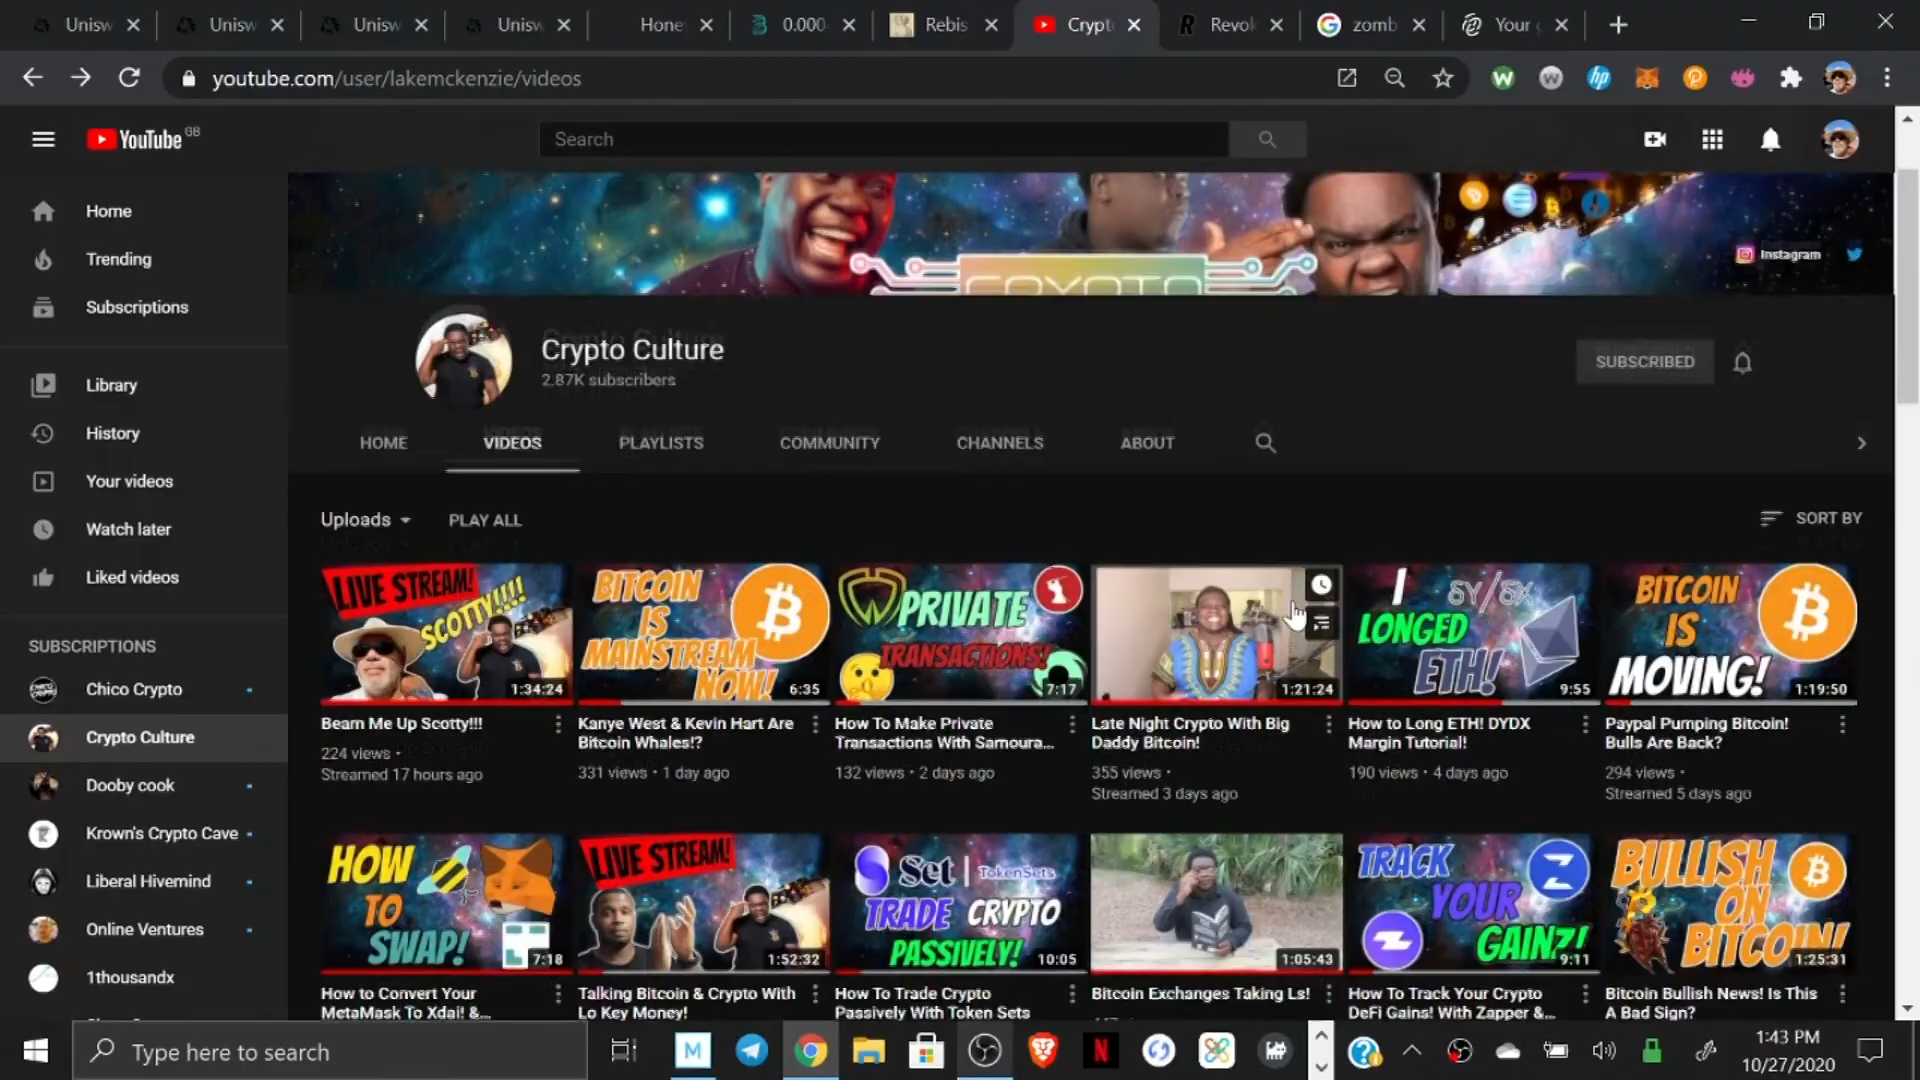 Unisw
Unisw
Unisw
Unisw
Hone
0.000
Rebis
Crypt
Revok
zomb
Your
youtube.com/user/lakemckenzie/videos
YouTube GB
Search
Home
Trending
Subscriptions
Library
History
Your videos
Watch later
Liked videos
SUBSCRIPTIONS
Chico Crypto
Crypto Culture
Dooby cook
Krown's Crypto Cave
Liberal Hivemind
Online Ventures
1thousandx
Instagram
CRYPTO
Crypto Culture
2.87K subscribers
SUBSCRIBED
HOME
VIDEOS
PLAYLISTS
COMMUNITY
CHANNELS
ABOUT
Uploads
PLAY ALL
SORT BY
LIVE STREAM!
SCOTTY!!!!
1:34:24
Beam Me Up Scotty!!!
224 views •
Streamed 17 hours ago
BITCOIN
IS
MAINSTREAM
NOW!
6:35
Kanye West & Kevin Hart Are
Bitcoin Whales!?
331 views • 1 day ago
PRIVATE
TRANSACTIONS!
7:17
How To Make Private
Transactions With Samoura...
132 views • 2 days ago
1:21:24
Late Night Crypto With Big
Daddy Bitcoin!
355 views •
Streamed 3 days ago
I
δY/δX
LONGED
ETH!
9:55
How to Long ETH! DYDX
Margin Tutorial!
190 views • 4 days ago
BITCOIN
IS
MOVING!
1:19:50
Paypal Pumping Bitcoin!
Bulls Are Back?
294 views •
Streamed 5 days ago
HOW
TO
SWAP!
7:18
How to Convert Your
MetaMask To Xdai! &...
LIVE STREAM!
1:52:32
Talking Bitcoin & Crypto With
Lo Key Money!
Set | TokenSets
TRADE CRYPTO
PASSIVELY!
10:05
How To Trade Crypto
Passively With Token Sets
1:05:43
Bitcoin Exchanges Taking Ls!
TRACK
YOUR
GAINZ!
9:11
How To Track Your Crypto
DeFi Gains! With Zapper &...
BULLISH
ON
BITCOIN!
1:25:31
Bitcoin Bullish News! Is This
A Bad Sign?
Type here to search
1:43 PM
10/27/2020